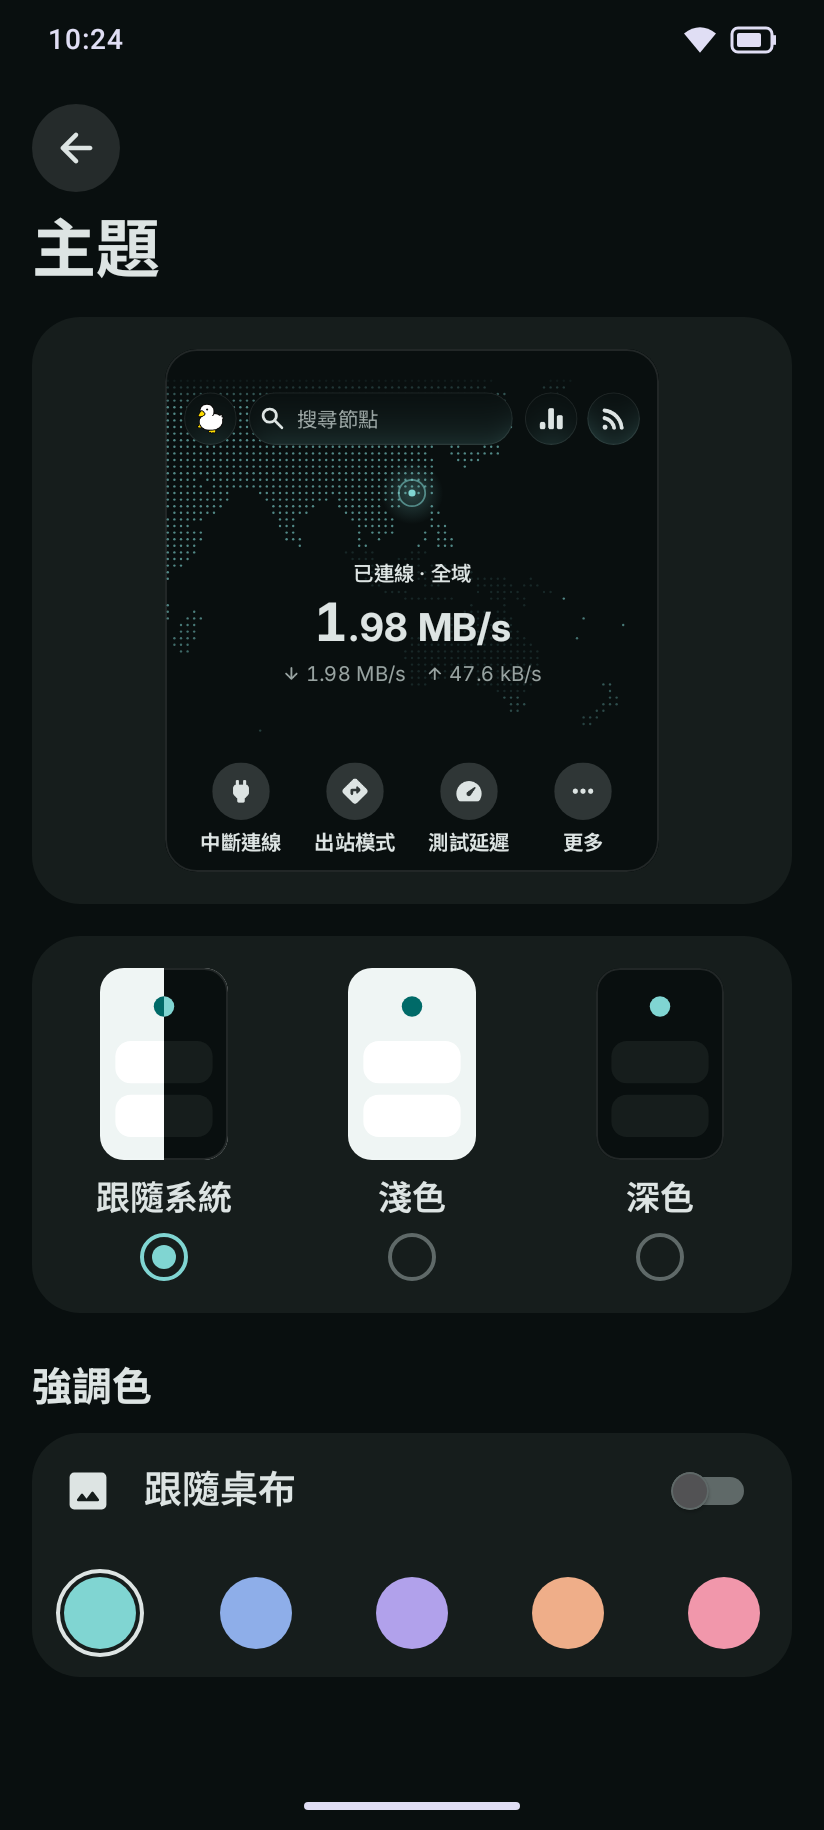 10:24
主題
搜尋節點
已連線 · 全域
1.98 MB/s
↓ 1.98 MB/s ↑ 47.6 kB/s
中斷連線 出站模式 測試延遲 更多
跟隨系統 淺色 深色
強調色
跟隨桌布